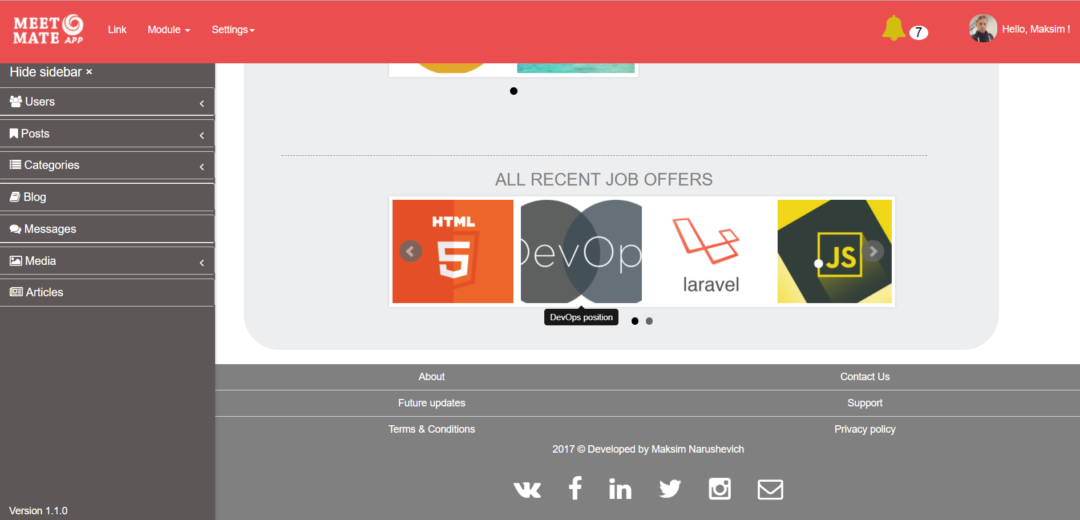 MEET
MATE APP
Link
Module
Settings
7
Hello, Maksim !
Hide sidebar ×
Users
Posts
Categories
Blog
Messages
Media
Articles
Version 1.1.0
ALL RECENT JOB OFFERS
HTML
5
DevOp
laravel
JS
DevOps position
About
Contact Us
Future updates
Support
Terms & Conditions
Privacy policy
2017 © Developed by Maksim Narushevich